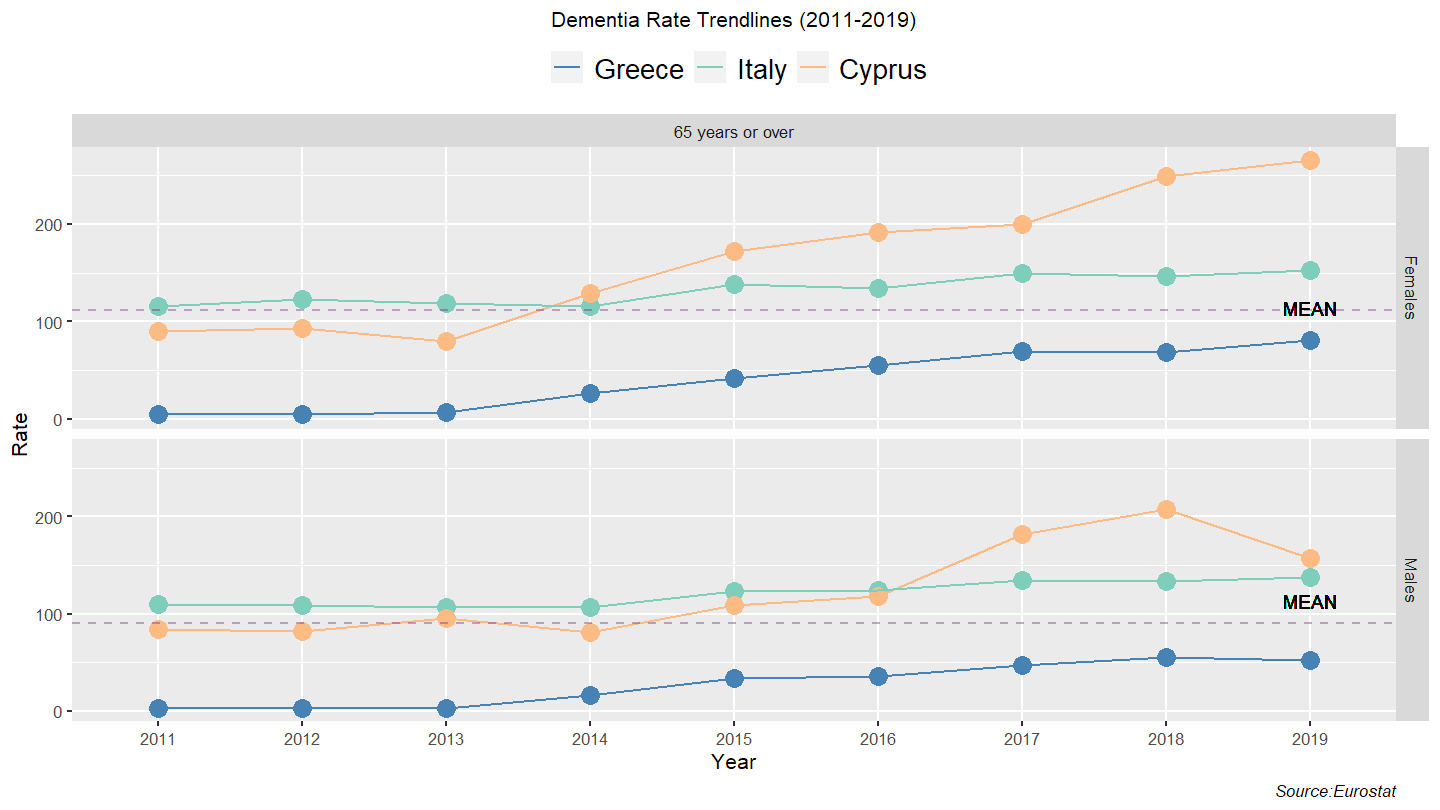 Dementia Rate Trendlines (2011-2019)
Greece Italy Cyprus
65 years or over
200
100
0
MEAN
Females
Rate
200
100
0
MEAN
Males
2011 2012 2013 2014 2015 2016 2017 2018 2019
Year
Source:Eurostat